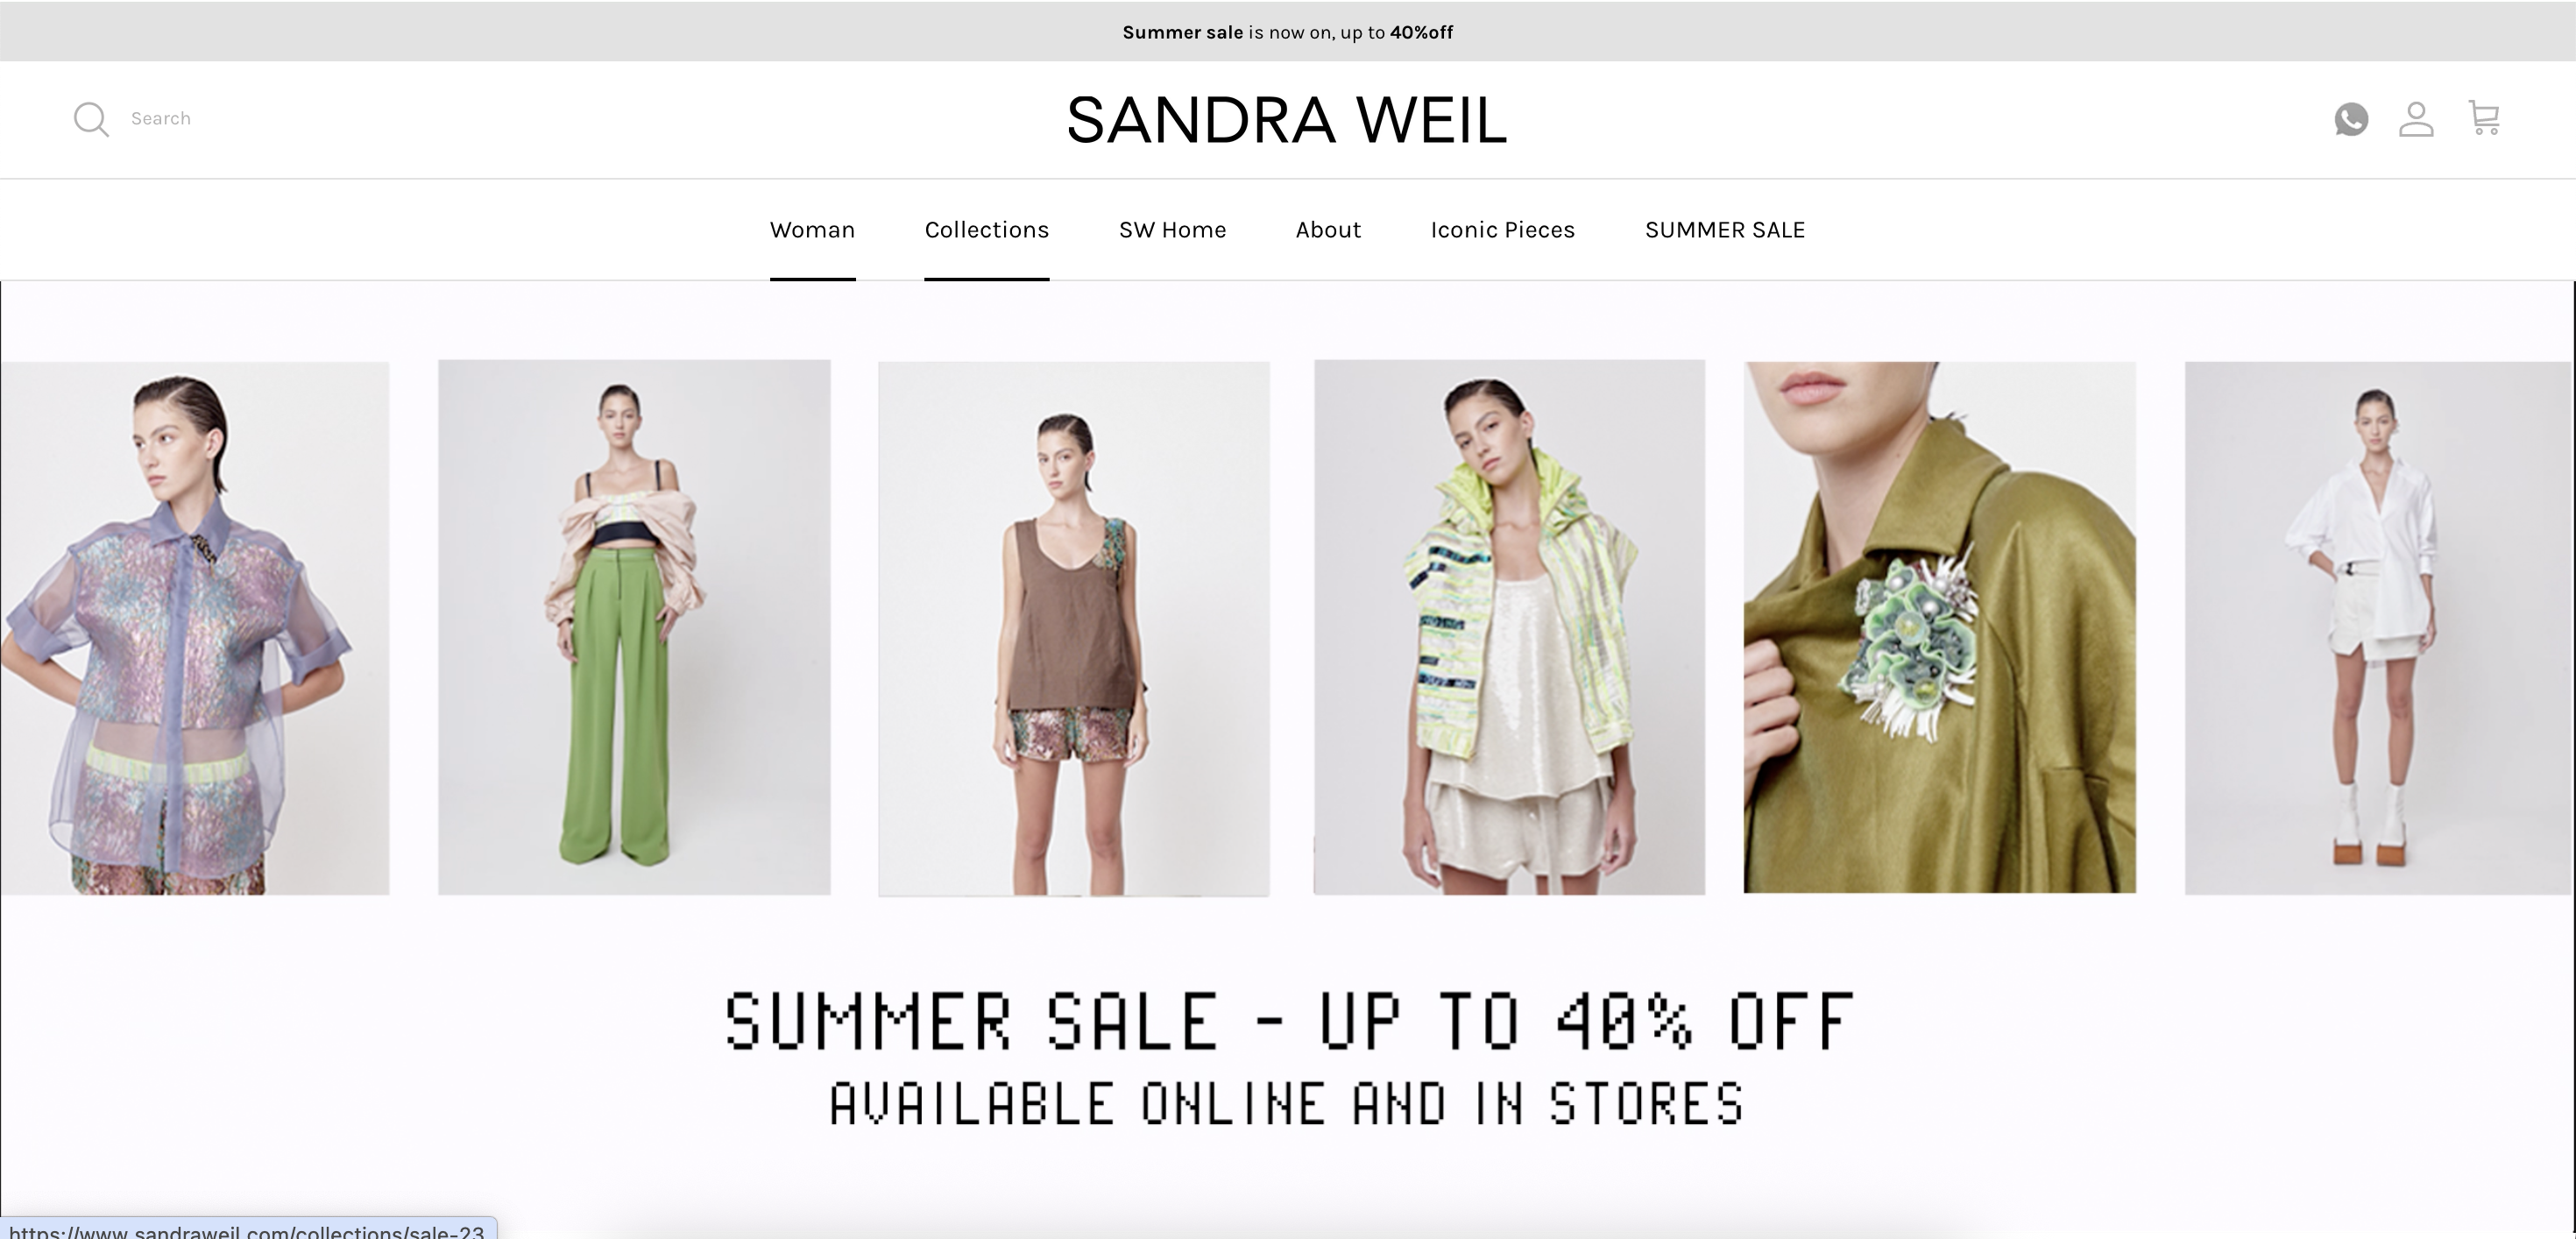 Summer sale is now on, up to 40%off
Search
SANDRA WEIL
Woman Collections SW Home About Iconic Pieces SUMMER SALE
SUMMER SALE - UP TO 40% OFF
AVAILABLE ONLINE AND IN STORES
https://www.sandraweil.com/collections/sale-23